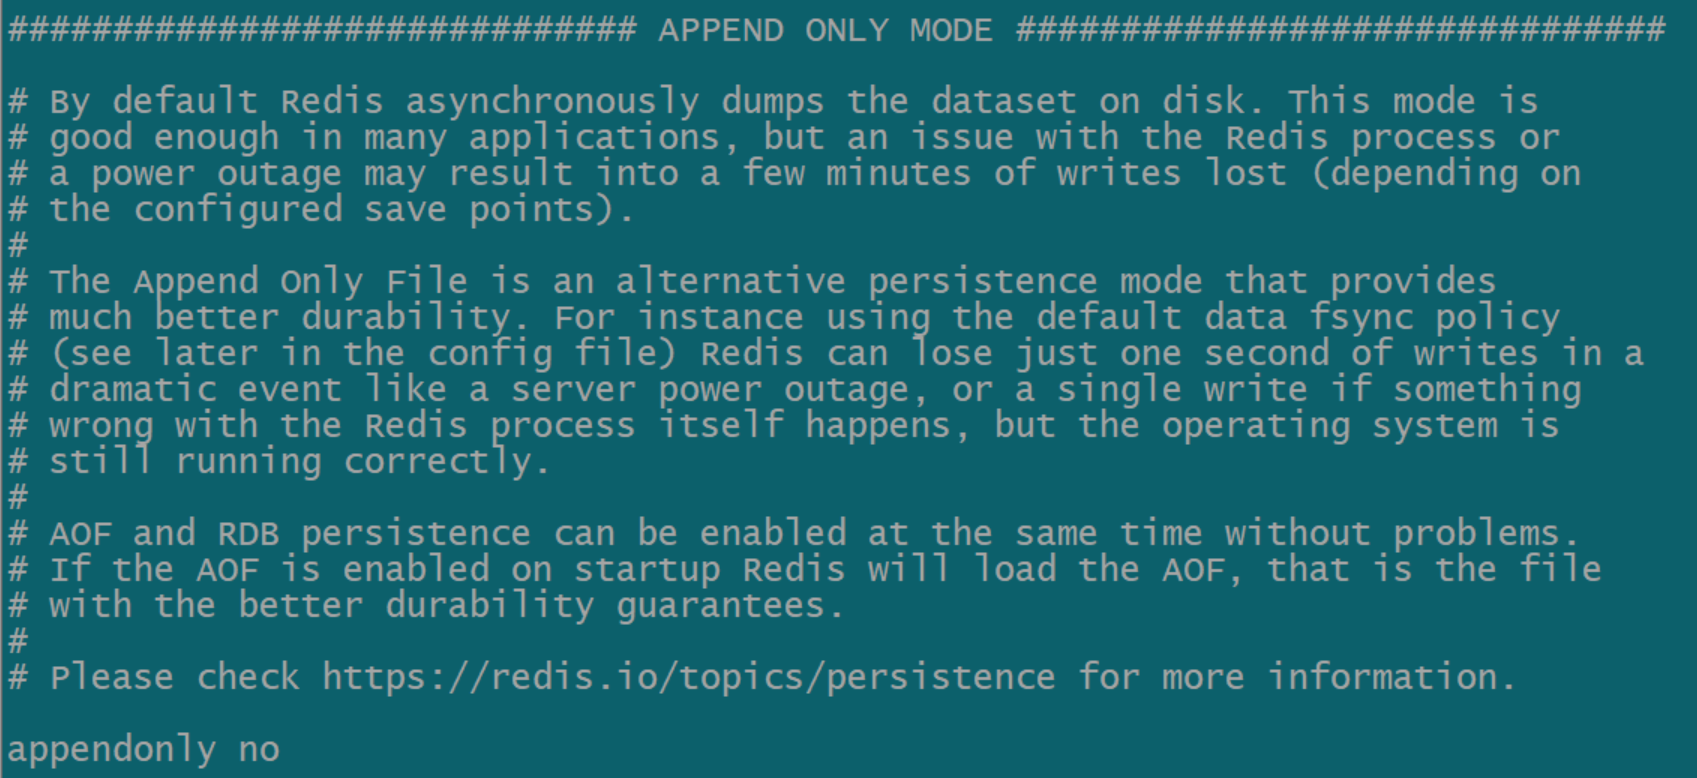 ############################## APPEND ONLY MODE ###############################
# By default Redis asynchronously dumps the dataset on disk. This mode is
# good enough in many applications, but an issue with the Redis process or
# a power outage may result into a few minutes of writes lost (depending on
# the configured save points).
#
# The Append Only File is an alternative persistence mode that provides
# much better durability. For instance using the default data fsync policy
# (see later in the config file) Redis can lose just one second of writes in a
# dramatic event like a server power outage, or a single write if something
# wrong with the Redis process itself happens, but the operating system is
# still running correctly.
#
# AOF and RDB persistence can be enabled at the same time without problems.
# If the AOF is enabled on startup Redis will load the AOF, that is the file
# with the better durability guarantees.
#
# Please check https://redis.io/topics/persistence for more information.
appendonly no